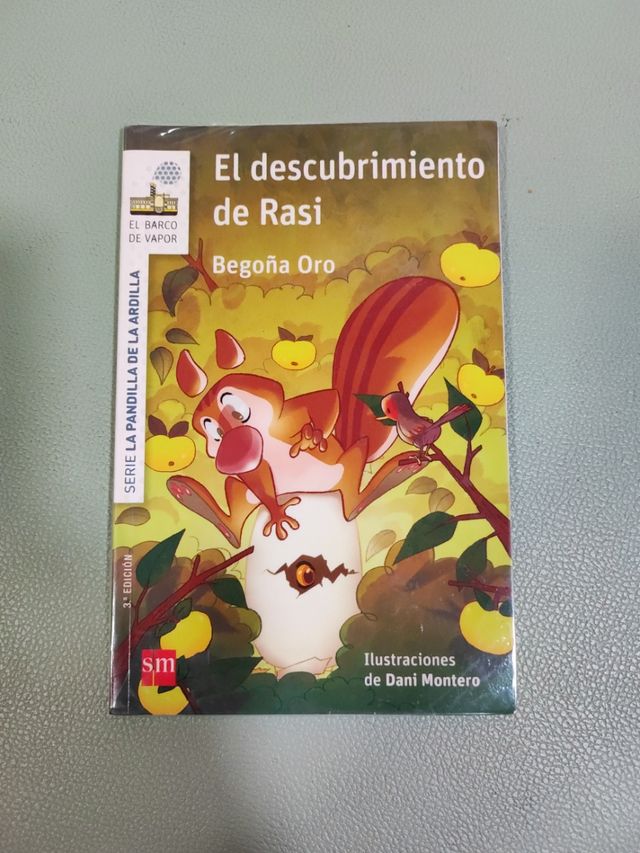 El descubrimiento
de Rasi
Begoña Oro
EL BARCO
DE VAPOR
SERIE LA PANDILLA DE LA ARDILLA
3.ª EDICIÓN
sm
Ilustraciones
de Dani Montero